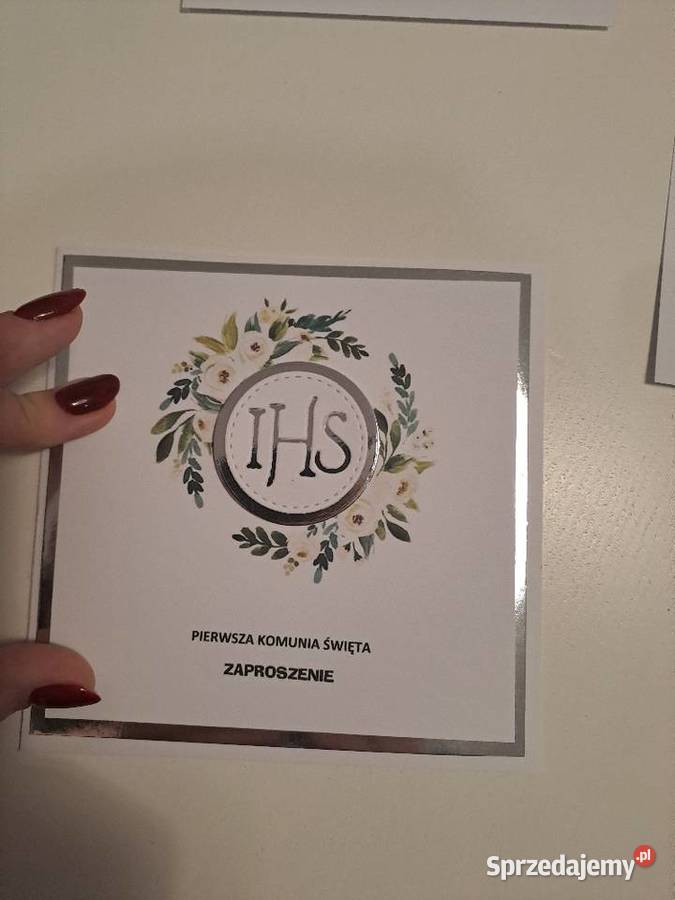 IHS
PIERWSZA KOMUNIA ŚWIĘTA
ZAPROSZENIE
Sprzedajemy.pl